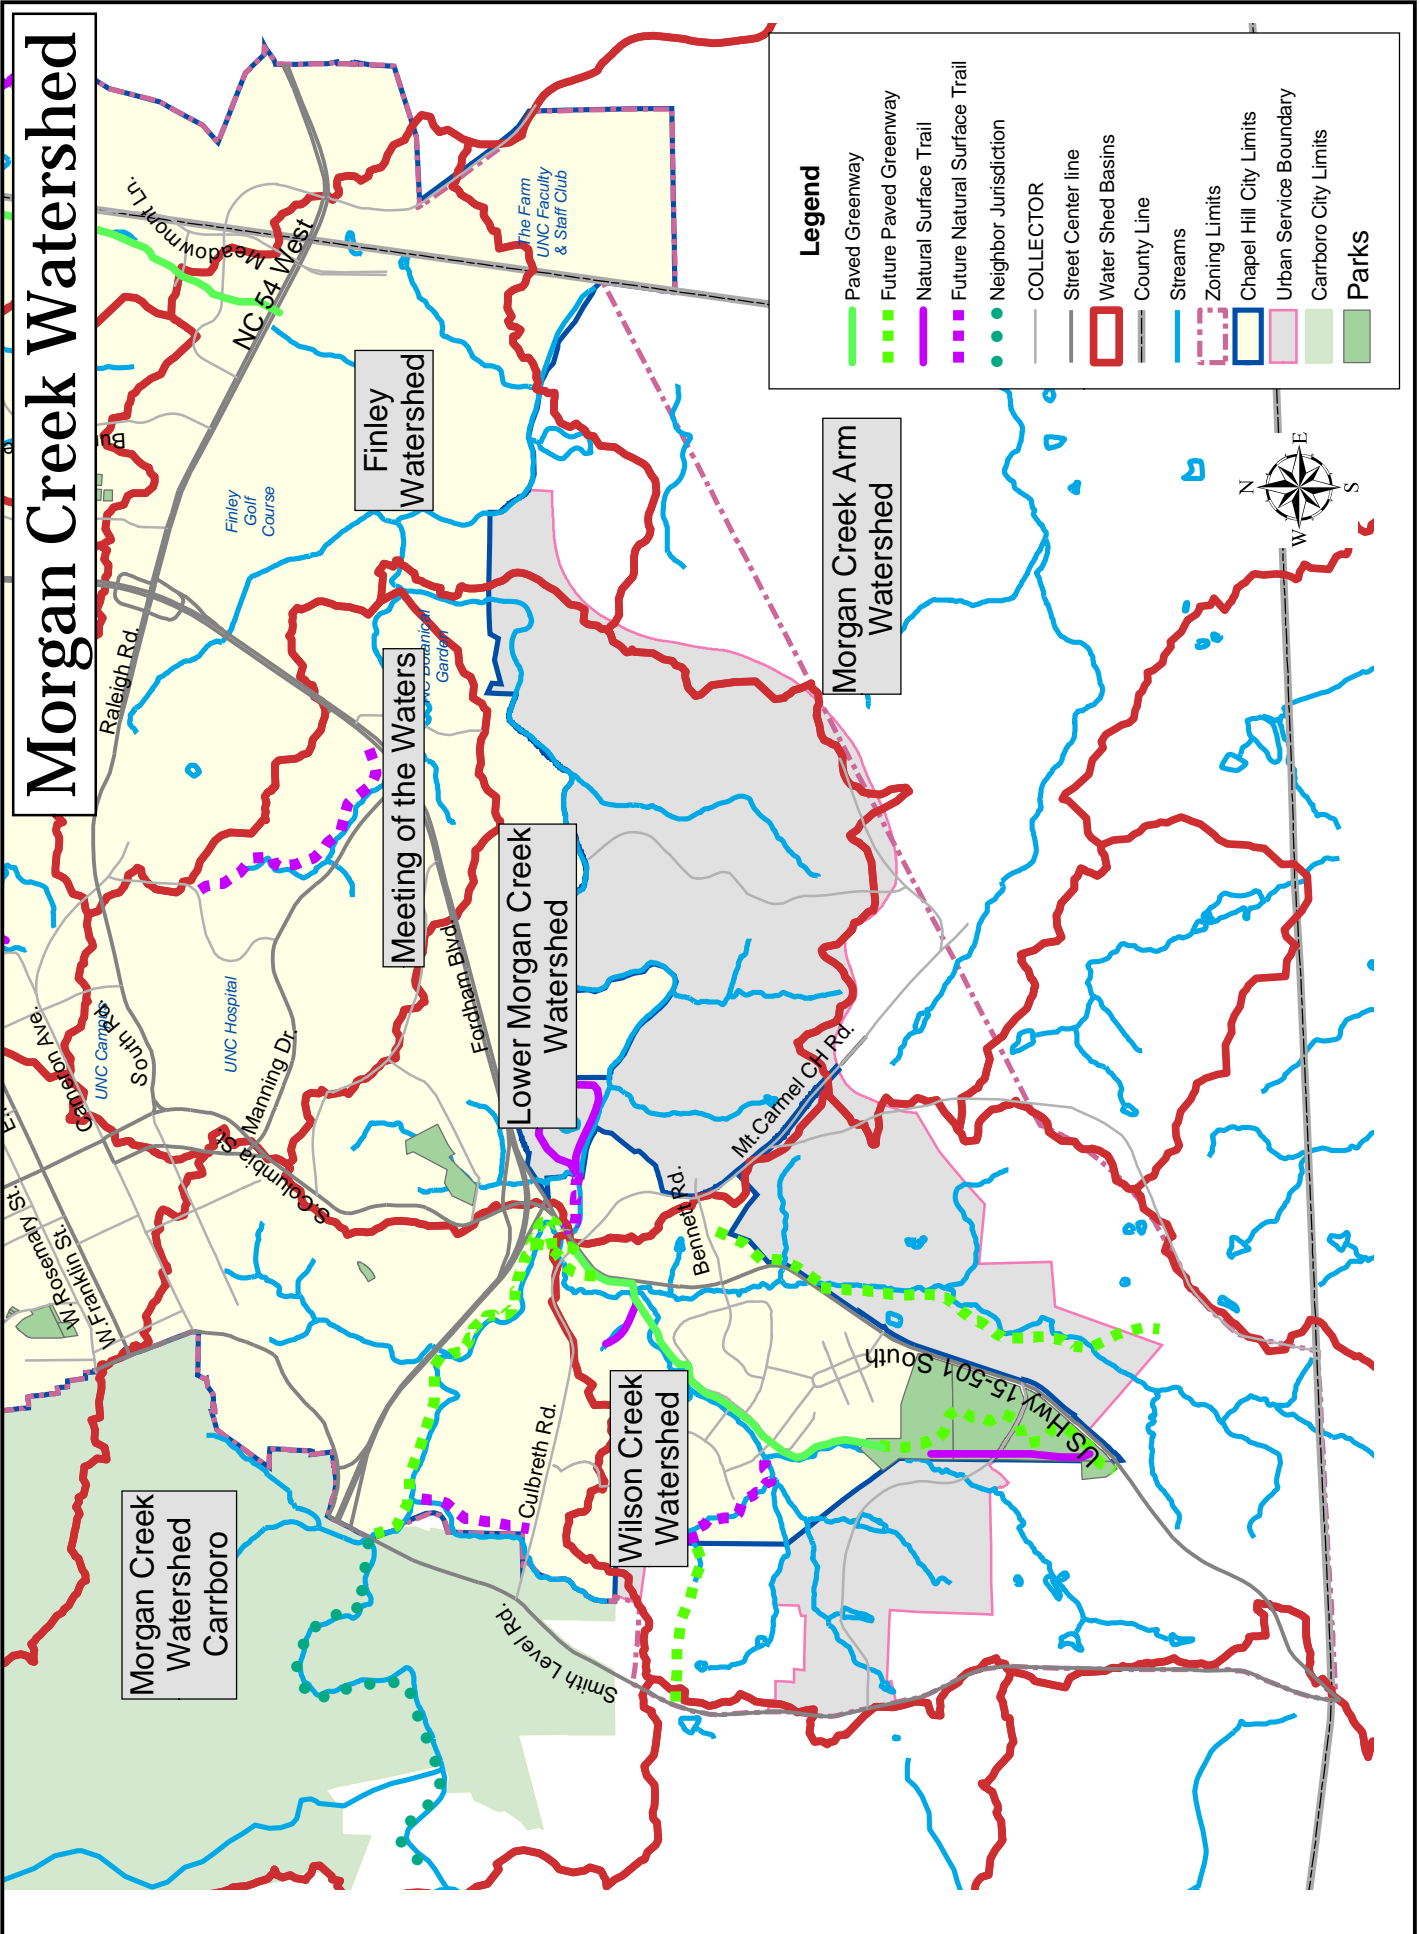 Morgan Creek Watershed
Meadowmont Ln.
NC 54 West
The Farm
UNC Faculty
& Staff Club
Finley
Watershed
Finley
Golf
Course
Raleigh Rd.
Garden
Meeting of the Waters
Lower Morgan Creek
Watershed
Morgan Creek Arm
Watershed
Fordham Blvd.
Cameron Ave.
UNC Campus
South Rd.
UNC Hospital
Manning Dr.
S.Columbia St.
W.Rosemary St.
W.Franklin St.
Mt.Carmel CH Rd.
Bennett Rd.
US Hwy 15-501 South
Culbreth Rd.
Wilson Creek
Watershed
Smith Level Rd.
Morgan Creek
Watershed
Carrboro
Legend
Paved Greenway
Future Paved Greenway
Natural Surface Trail
Future Natural Surface Trail
Neighbor Jurisdiction
COLLECTOR
Street Center line
Water Shed Basins
County Line
Streams
Zoning Limits
Chapel Hill City Limits
Urban Service Boundary
Carrboro City Limits
Parks
N
W
E
S